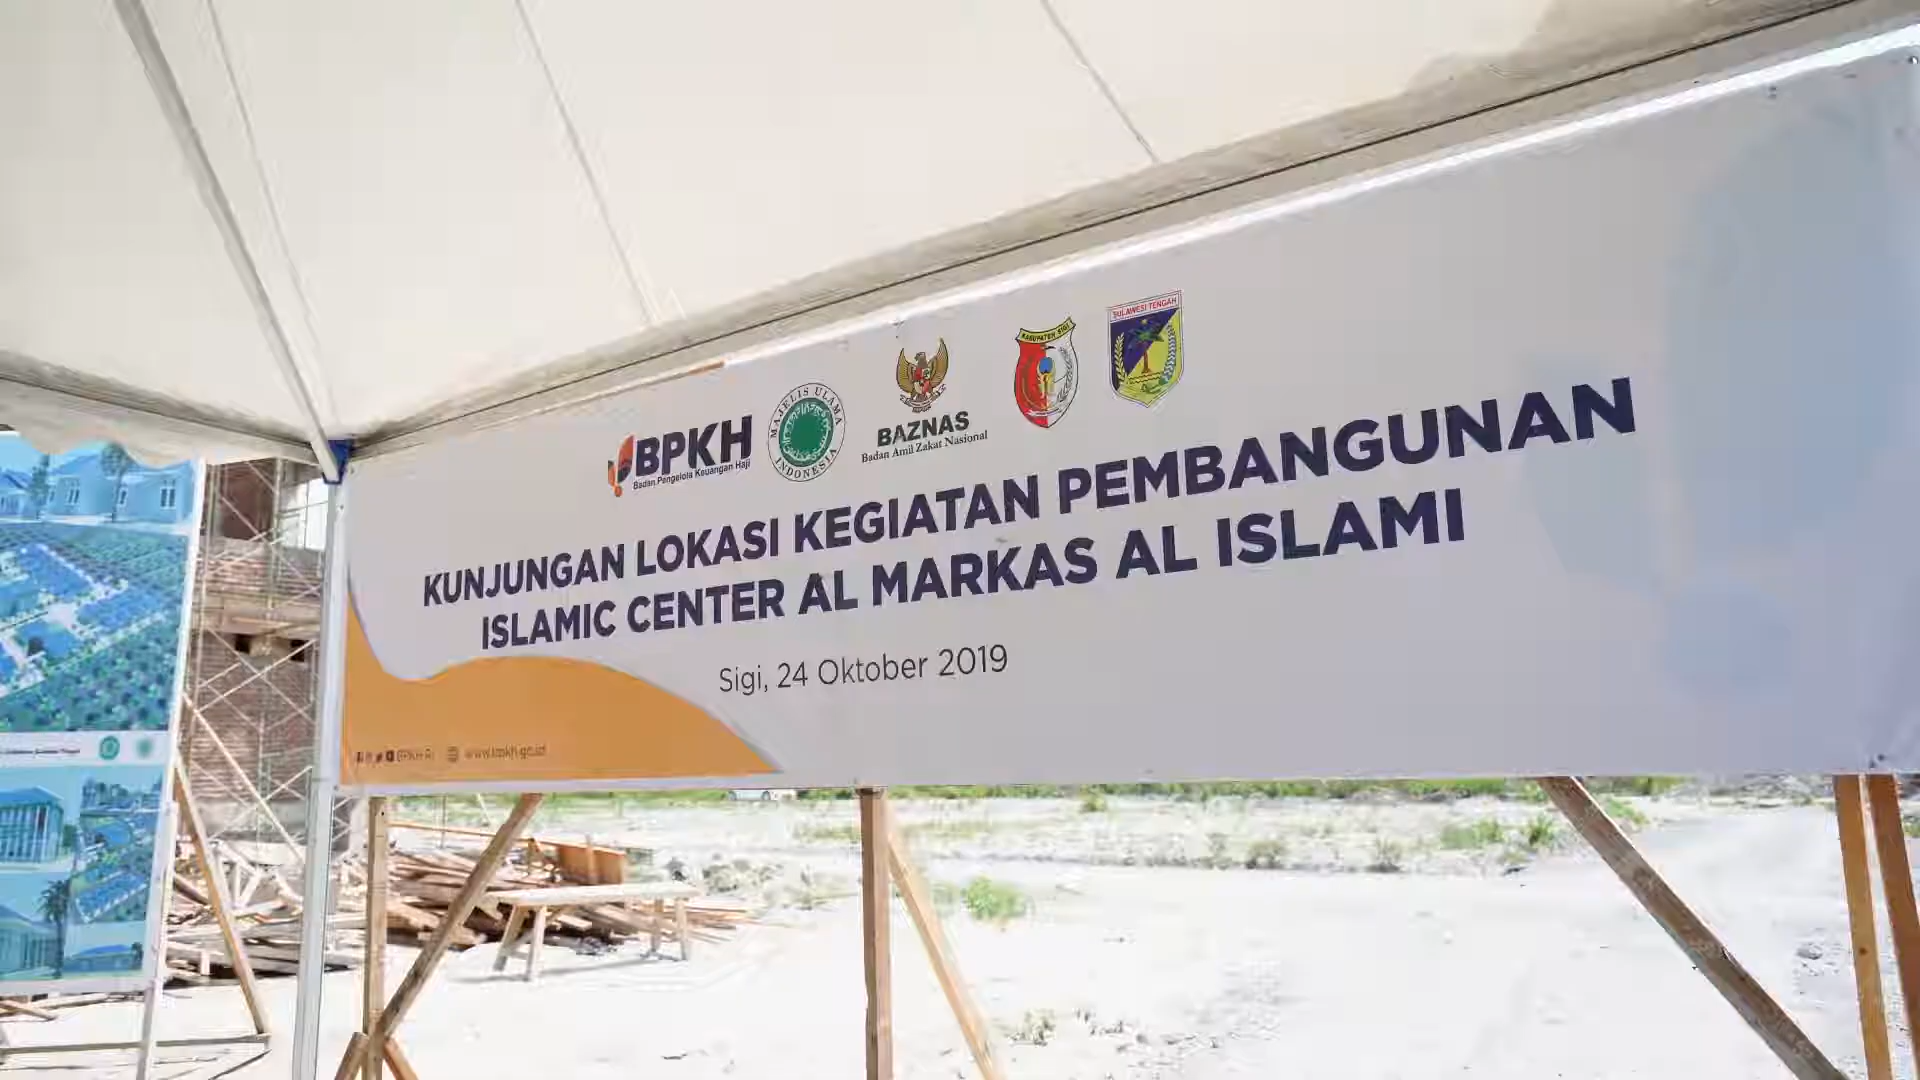 BPKH
Badan Pengelola Keuangan Haji
MAJELIS ULAMA
INDONESIA
BAZNAS
Badan Amil Zakat Nasional
KABUPATEN SIGI
SULAWESI TENGAH
KUNJUNGAN LOKASI KEGIATAN PEMBANGUNAN
ISLAMIC CENTER AL MARKAS AL ISLAMI
Sigi, 24 Oktober 2019
BPKH RI www.bpkh.go.id